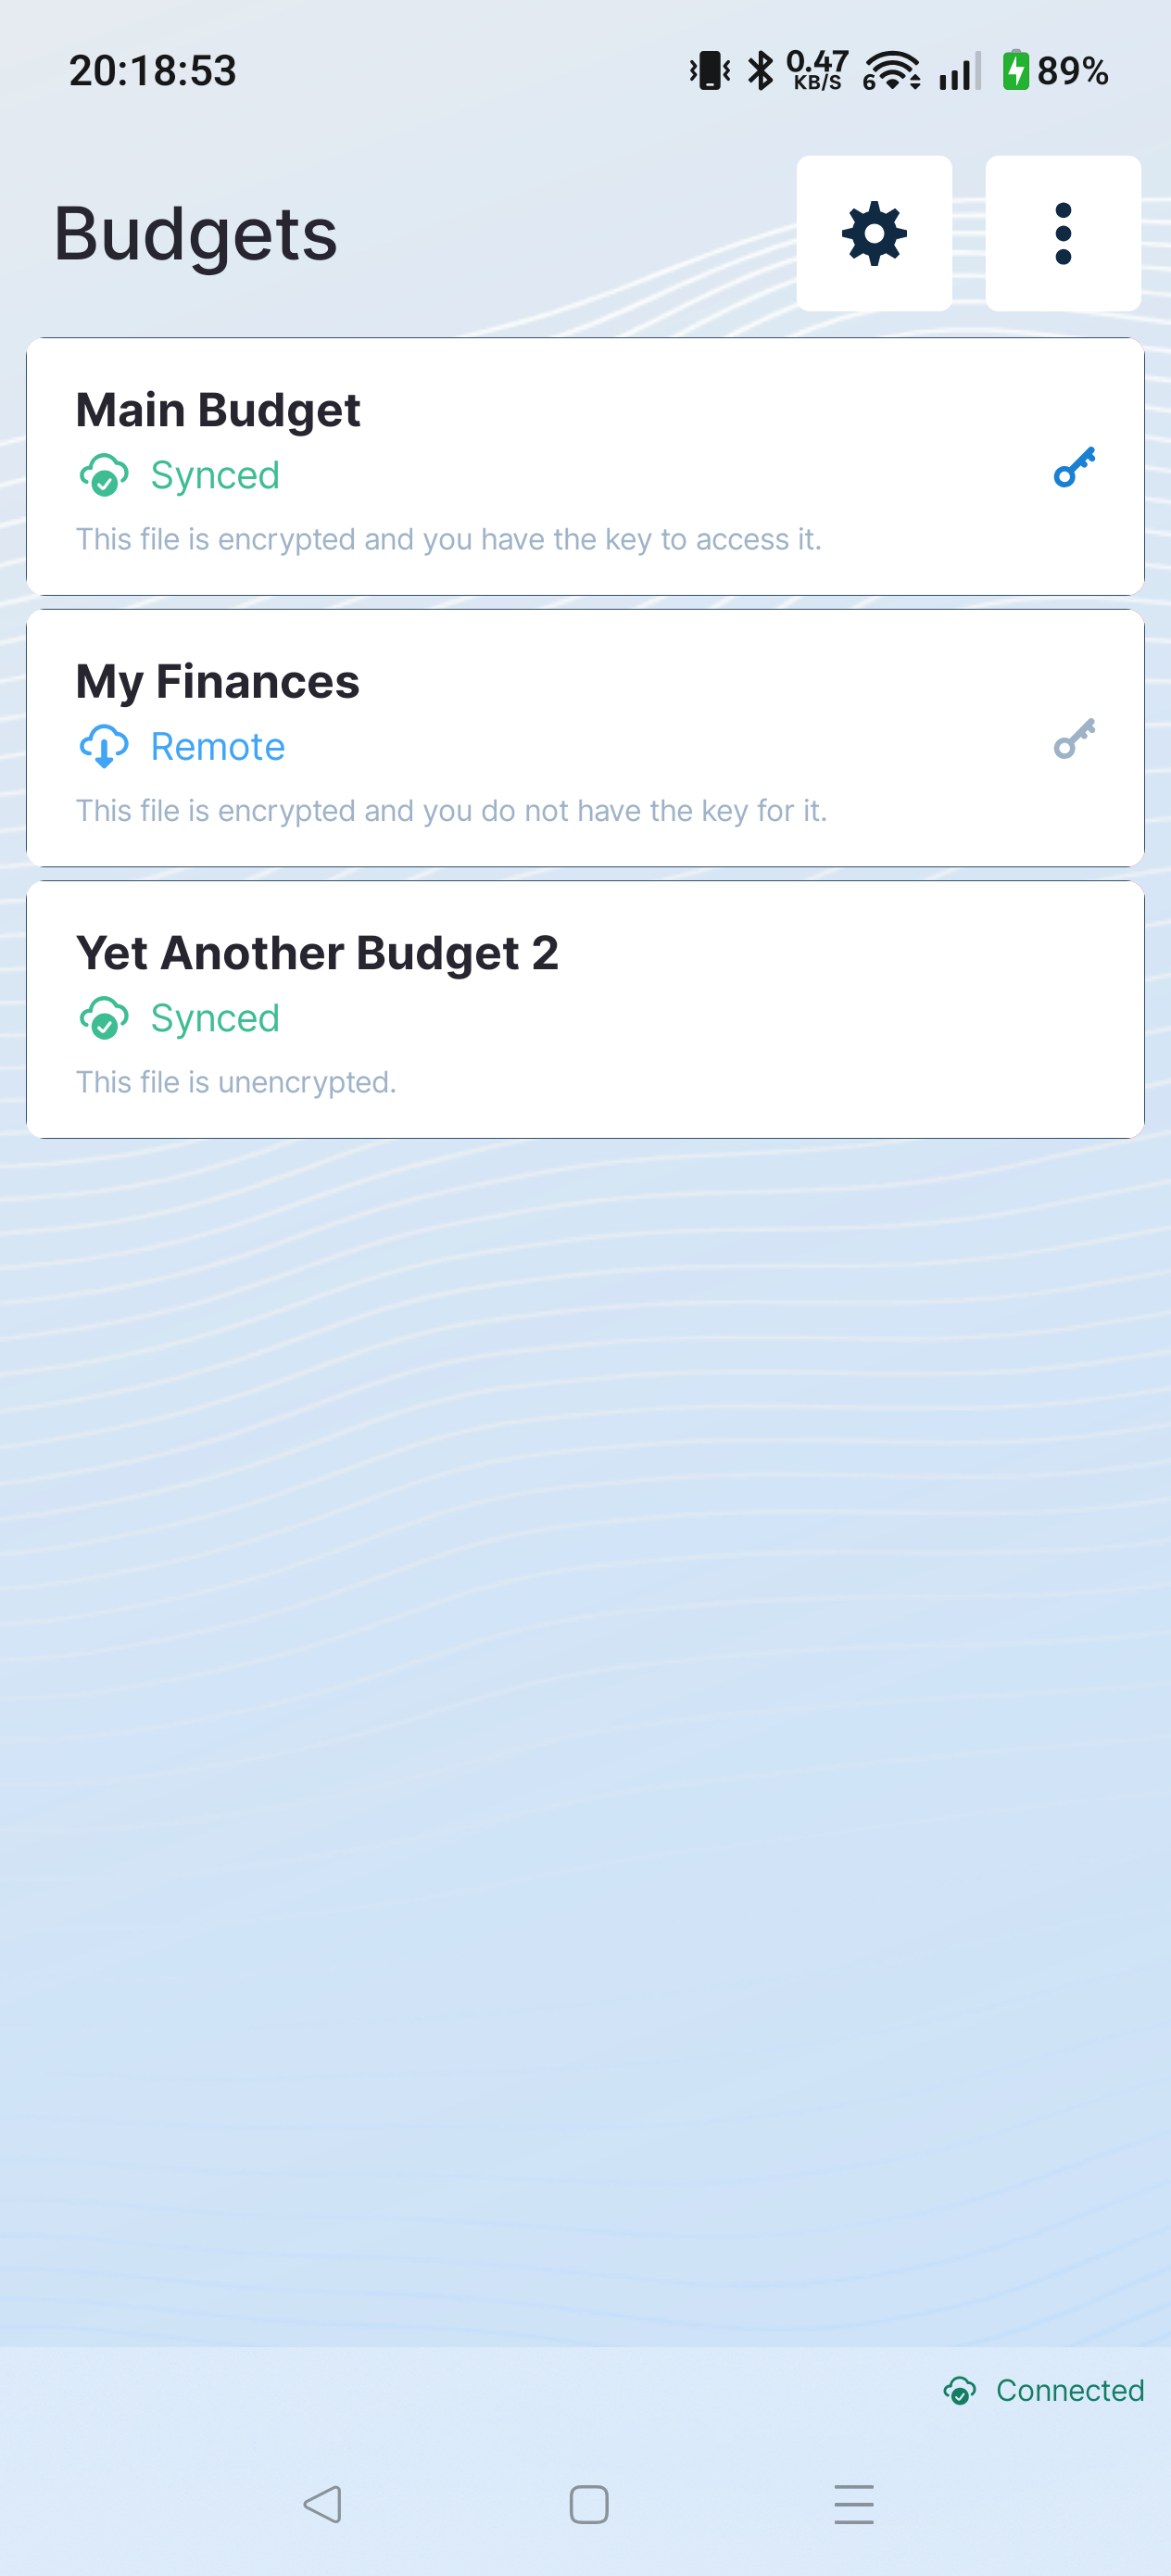 20:18:53 0.47 KB/S 6 89%
Budgets
Main Budget
Synced
This file is encrypted and you have the key to access it.
My Finances
Remote
This file is encrypted and you do not have the key for it.
Yet Another Budget 2
Synced
This file is unencrypted.
Connected